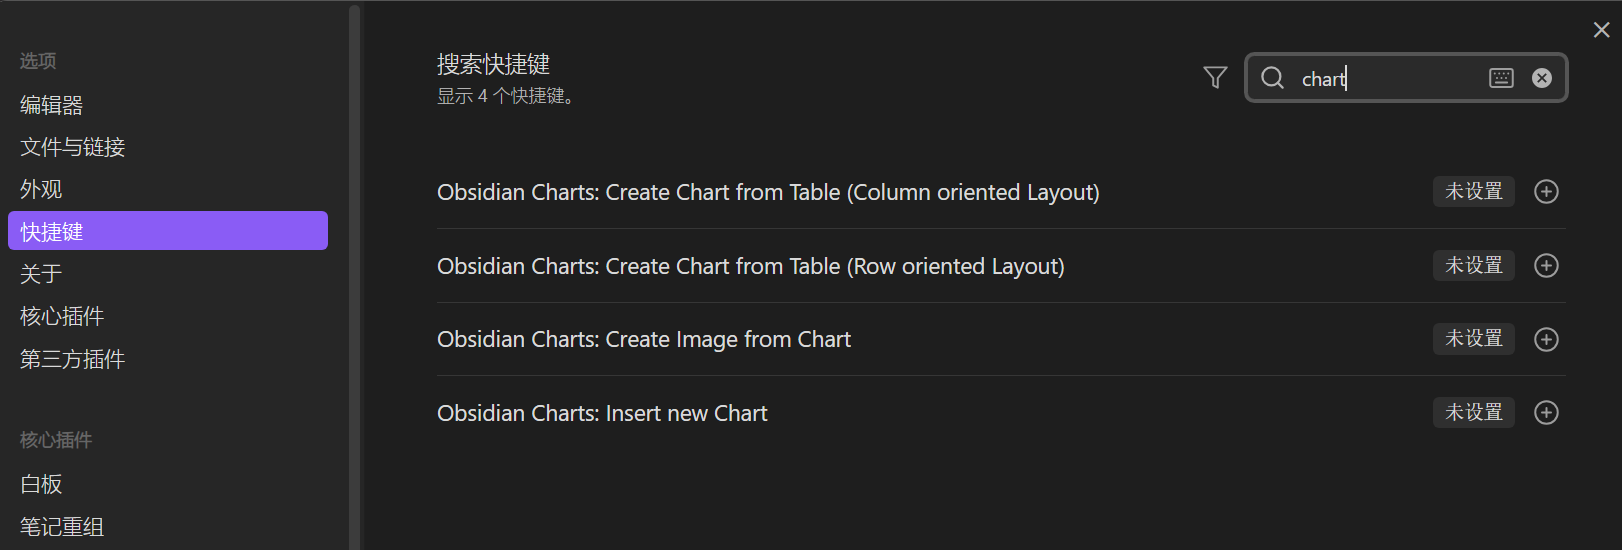 选项
编辑器
文件与链接
外观
快捷键
关于
核心插件
第三方插件
核心插件
白板
笔记重组
搜索快捷键
显示 4 个快捷键。
chart
Obsidian Charts: Create Chart from Table (Column oriented Layout)
未设置
Obsidian Charts: Create Chart from Table (Row oriented Layout)
未设置
Obsidian Charts: Create Image from Chart
未设置
Obsidian Charts: Insert new Chart
未设置